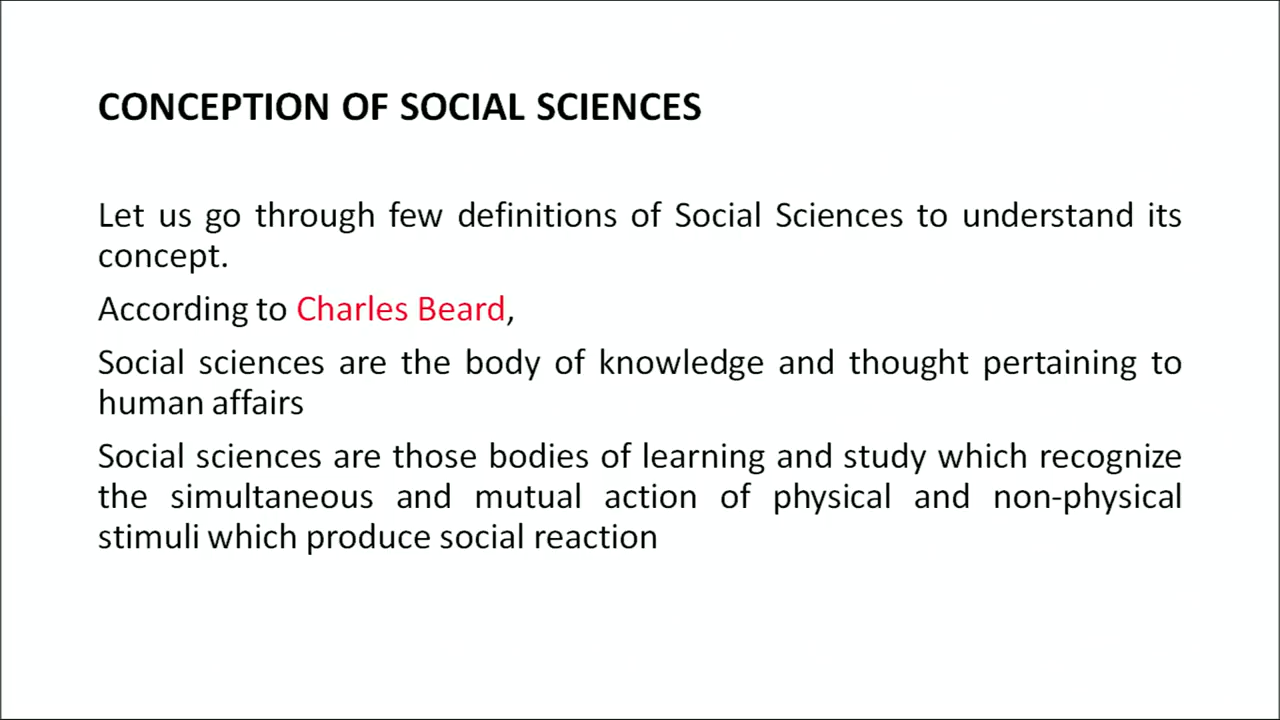 CONCEPTION OF SOCIAL SCIENCES
Let us go through few definitions of Social Sciences to understand its
concept.
According to Charles Beard,
Social sciences are the body of knowledge and thought pertaining to
human affairs
Social sciences are those bodies of learning and study which recognize
the simultaneous and mutual action of physical and non-physical
stimuli which produce social reaction